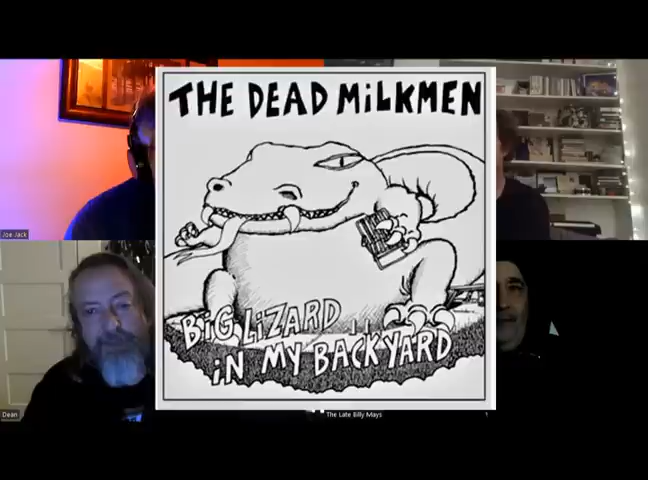 THE DEAD MiLKMEN
Joe Jack
BiG LiZARD
iN MY BACKYARD
Dean
The Late Billy Mays